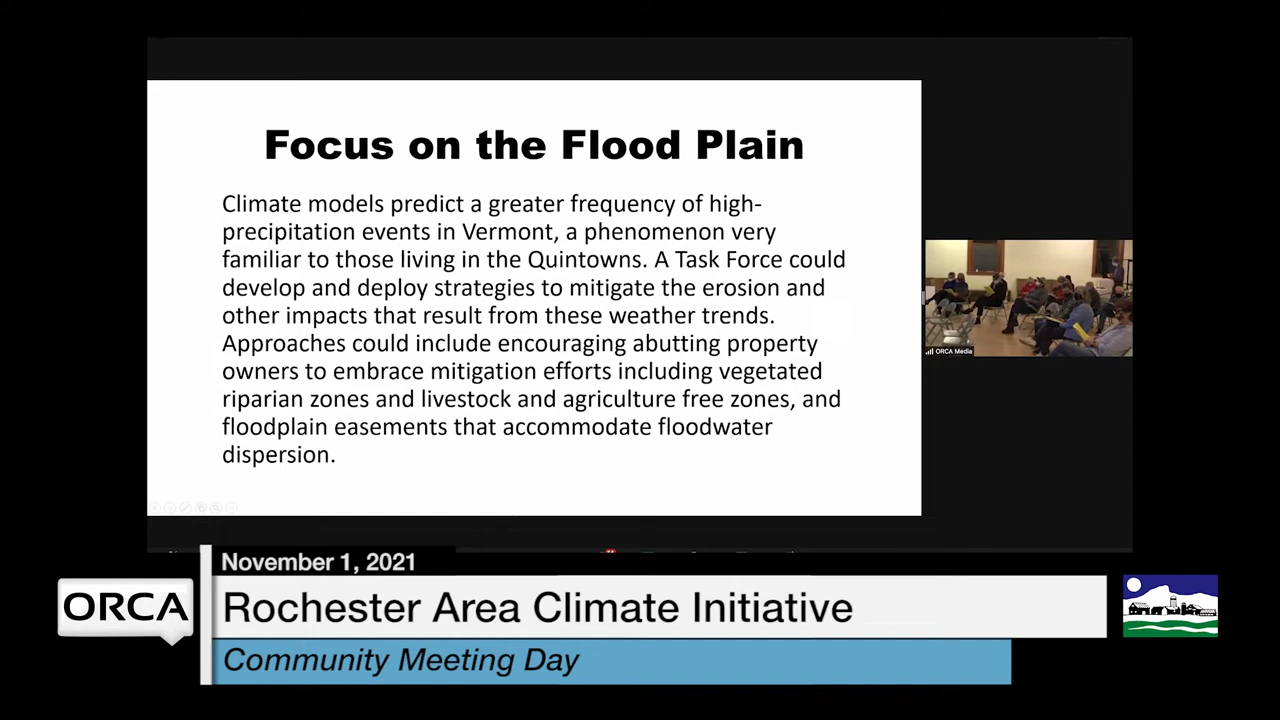 Focus on the Flood Plain
Climate models predict a greater frequency of high-
precipitation events in Vermont, a phenomenon very
familiar to those living in the Quintowns. A Task Force could
develop and deploy strategies to mitigate the erosion and
other impacts that result from these weather trends.
Approaches could include encouraging abutting property
owners to embrace mitigation efforts including vegetated
riparian zones and livestock and agriculture free zones, and
floodplain easements that accommodate floodwater
dispersion.
ORCA Media
November 1, 2021
ORCA
Rochester Area Climate Initiative
Community Meeting Day